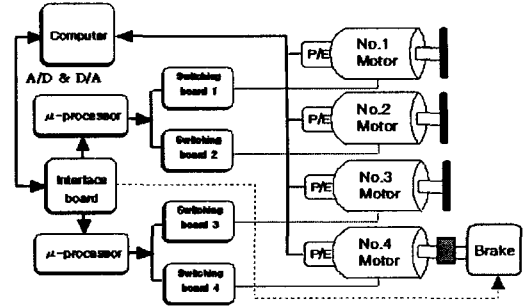 Computer
A/D & D/A
μ-processor
Interface
board
μ-processor
Switching
board 1
Switching
board 2
Switching
board 3
Switching
board 4
P/E
No.1
Motor
P/E
No.2
Motor
P/E
No.3
Motor
P/E
No.4
Motor
Brake